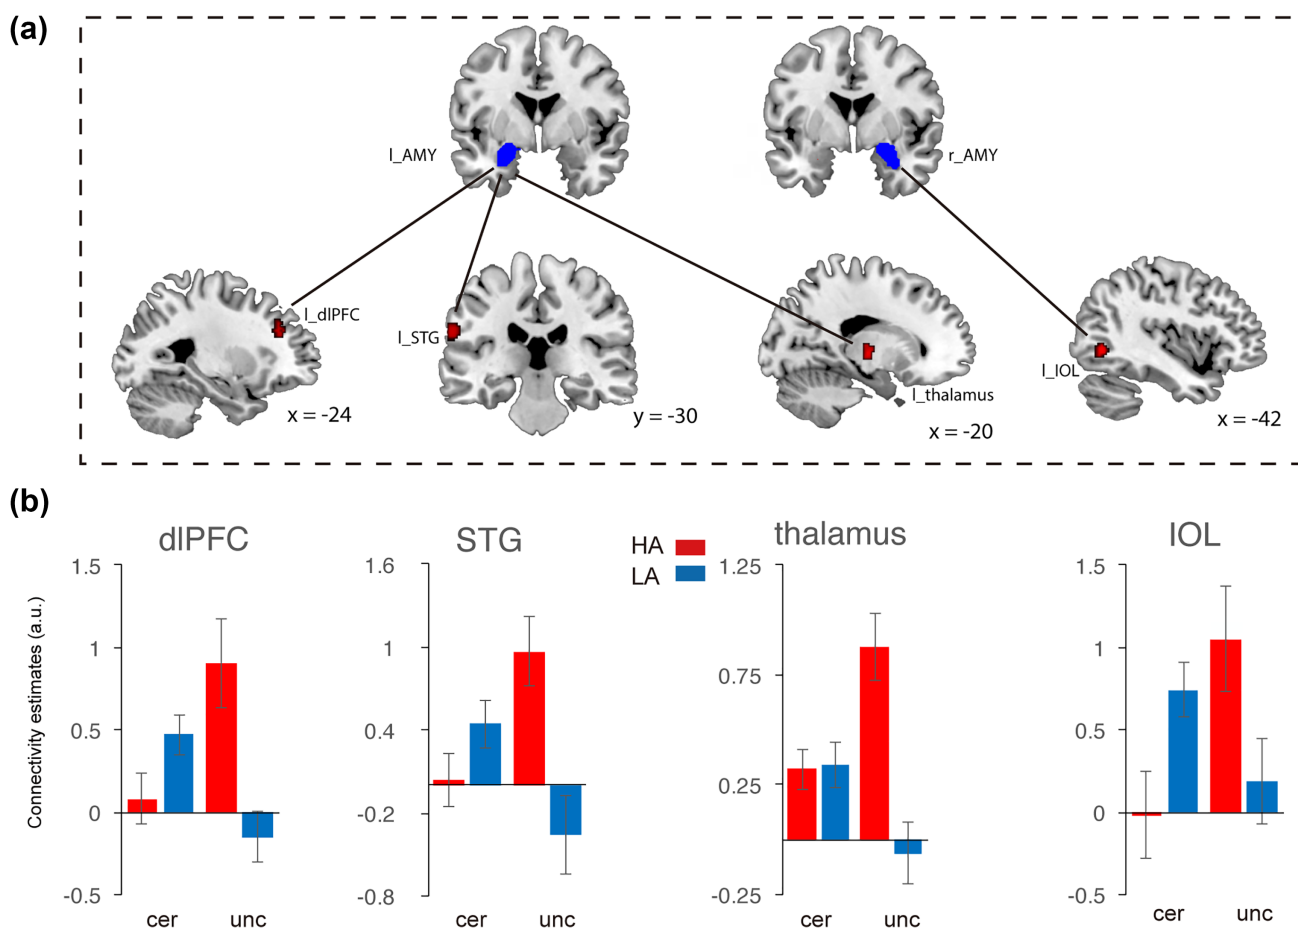 (a)
l_AMY
r_AMY
l_dlPFC
l_STG
l_thalamus
l_IOL
x = -24
y = -30
x = -20
x = -42
(b)
dlPFC
STG
HA
LA
thalamus
IOL
Connectivity estimates (a.u.)
1.5
1
0.5
0
-0.5
cer
unc
1.6
1
0.4
-0.2
-0.8
cer
unc
1.25
0.75
0.25
-0.25
cer
unc
1.5
1
0.5
0
-0.5
cer
unc